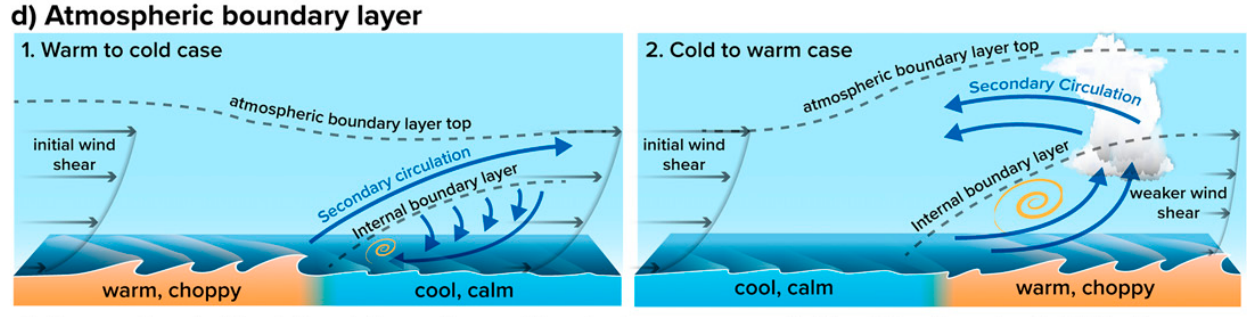 d) Atmospheric boundary layer
1. Warm to cold case
atmospheric boundary layer top
initial wind
shear
Secondary circulation
Internal boundary layer
warm, choppy
cool, calm
2. Cold to warm case
atmospheric boundary layer top
Secondary Circulation
initial wind
shear
Internal boundary layer
weaker wind
shear
cool, calm
warm, choppy